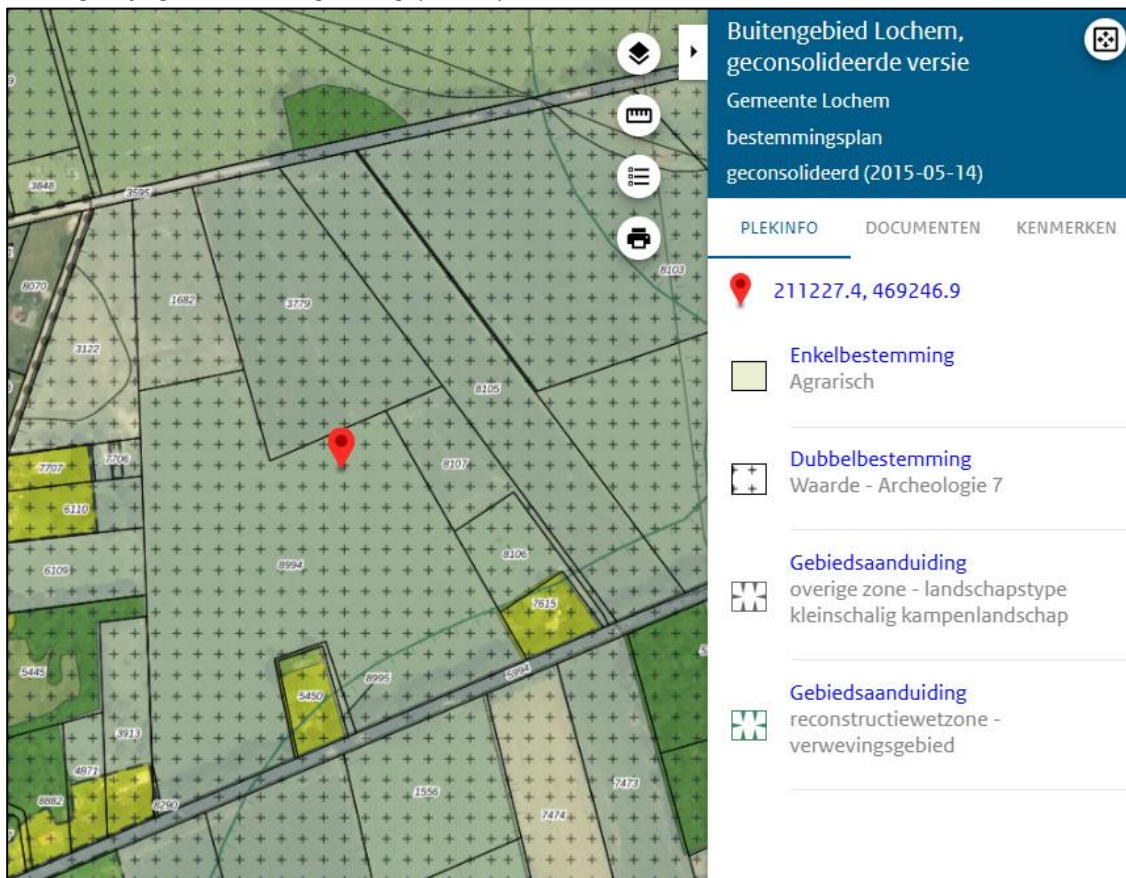 3848
3595
8070
1682
3779
8103
3122
8105
7707
7706
8107
6110
8994
8106
6109
7615
5445
5450
8995
5994
3913
4871
8882
8290
1556
7473
7474
Buitengebied Lochem,
geconsolideerde versie
Gemeente Lochem
bestemmingsplan
geconsolideerd (2015-05-14)
PLEKINFO DOCUMENTEN KENMERKEN
211227.4, 469246.9
Enkelbestemming
Agrarisch
Dubbelbestemming
Waarde - Archeologie 7
Gebiedsaanduiding
overige zone - landschapstype
kleinschalig kampenlandschap
Gebiedsaanduiding
reconstructiewetzone -
verwevingsgebied